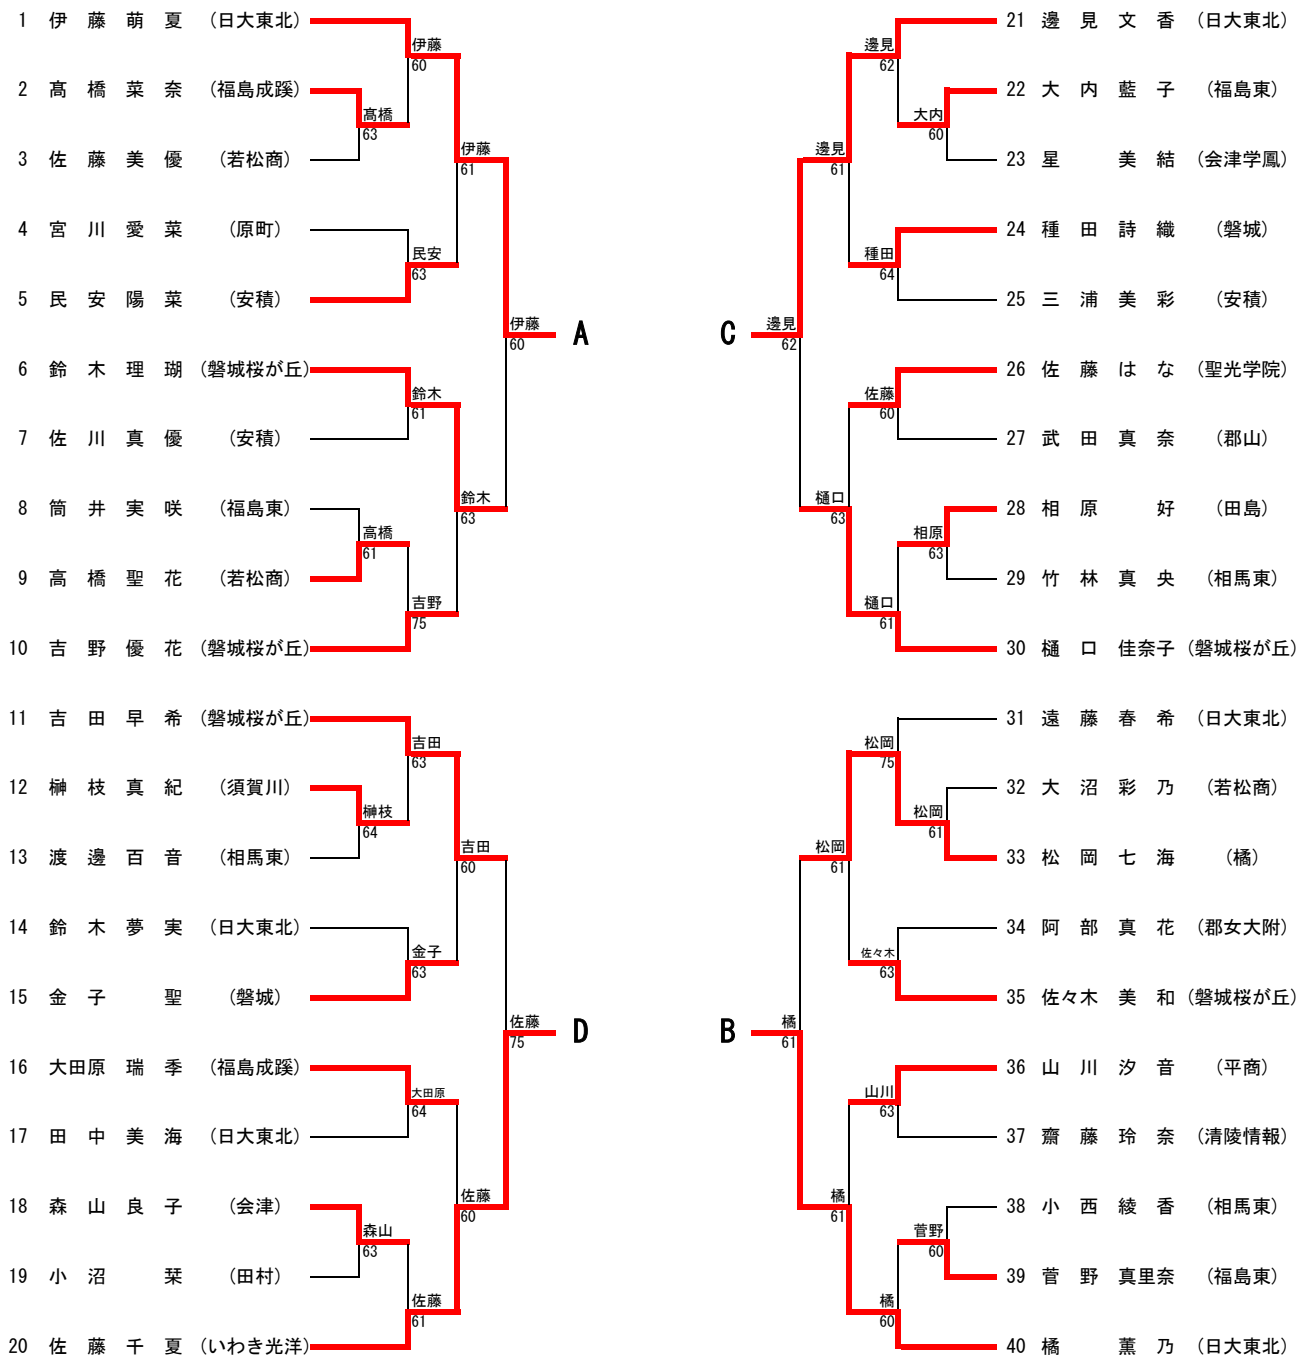 1 伊藤萌夏 (日大東北)
伊藤
60
2 髙橋菜奈 (福島成蹊)
髙橋
63
3 佐藤美優 (若松商)
伊藤
61
4 宮川愛菜 (原町)
民安
63
5 民安陽菜 (安積)
伊藤
60
A
6 鈴木理瑚 (磐城桜が丘)
鈴木
61
7 佐川真優 (安積)
鈴木
63
8 筒井実咲 (福島東)
高橋
61
9 高橋聖花 (若松商)
吉野
75
10 吉野優花 (磐城桜が丘)
11 吉田早希 (磐城桜が丘)
吉田
63
12 榊枝真紀 (須賀川)
榊枝
64
13 渡邊百音 (相馬東)
吉田
60
14 鈴木夢実 (日大東北)
金子
63
15 金子聖 (磐城)
佐藤
75
D
16 大田原瑞季 (福島成蹊)
大田原
64
17 田中美海 (日大東北)
佐藤
60
18 森山良子 (会津)
森山
63
19 小沼栞 (田村)
佐藤
61
20 佐藤千夏 (いわき光洋)
21 邊見文香 (日大東北)
邊見
62
22 大内藍子 (福島東)
大内
60
23 星美結 (会津学鳳)
邊見
61
24 種田詩織 (磐城)
種田
64
25 三浦美彩 (安積)
C
邊見
62
26 佐藤はな (聖光学院)
佐藤
60
27 武田真奈 (郡山)
樋口
63
28 相原好 (田島)
相原
63
29 竹林真央 (相馬東)
樋口
61
30 樋口佳奈子 (磐城桜が丘)
31 遠藤春希 (日大東北)
松岡
75
32 大沼彩乃 (若松商)
松岡
61
33 松岡七海 (橘)
松岡
61
34 阿部真花 (郡女大附)
佐々木
63
35 佐々木美和 (磐城桜が丘)
B
橘
61
36 山川汐音 (平商)
山川
63
37 齋藤玲奈 (清陵情報)
橘
61
38 小西綾香 (相馬東)
菅野
60
39 菅野真里奈 (福島東)
橘
60
40 橘薫乃 (日大東北)